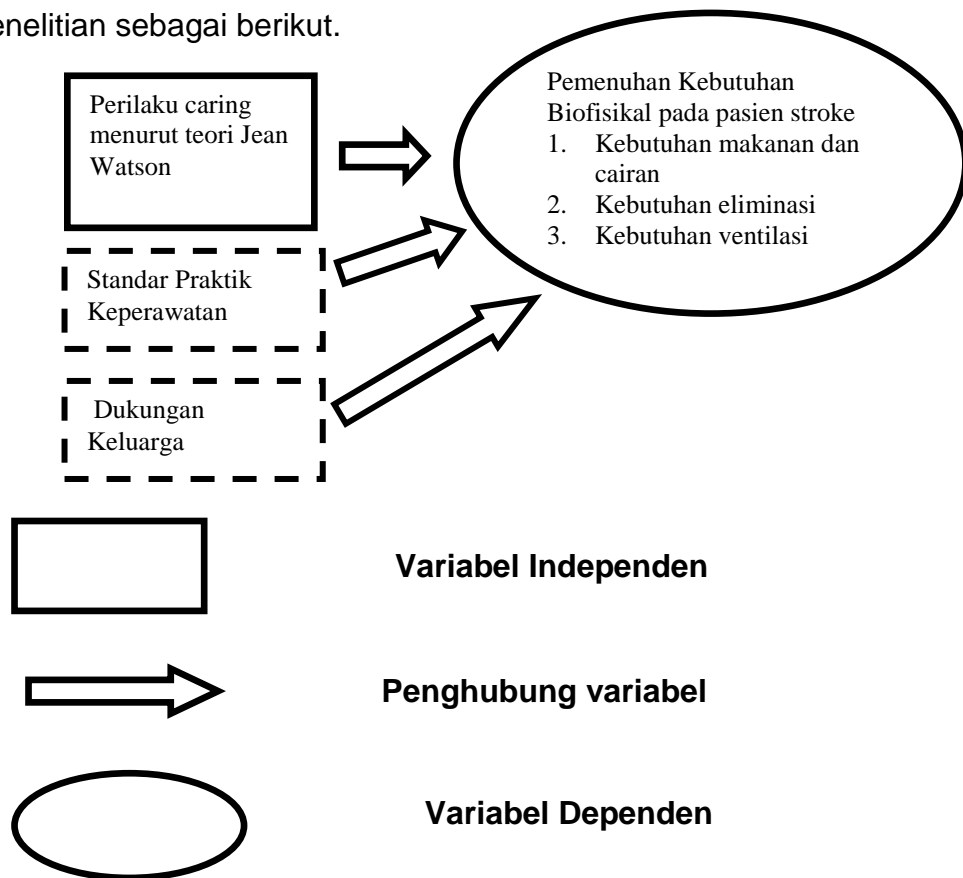 enelitian sebagai berikut.
Perilaku caring
menurut teori Jean
Watson
Pemenuhan Kebutuhan
Biofisikal pada pasien stroke
1. Kebutuhan makanan dan
cairan
2. Kebutuhan eliminasi
3. Kebutuhan ventilasi
Standar Praktik
Keperawatan
Dukungan
Keluarga
Variabel Independen
Penghubung variabel
Variabel Dependen